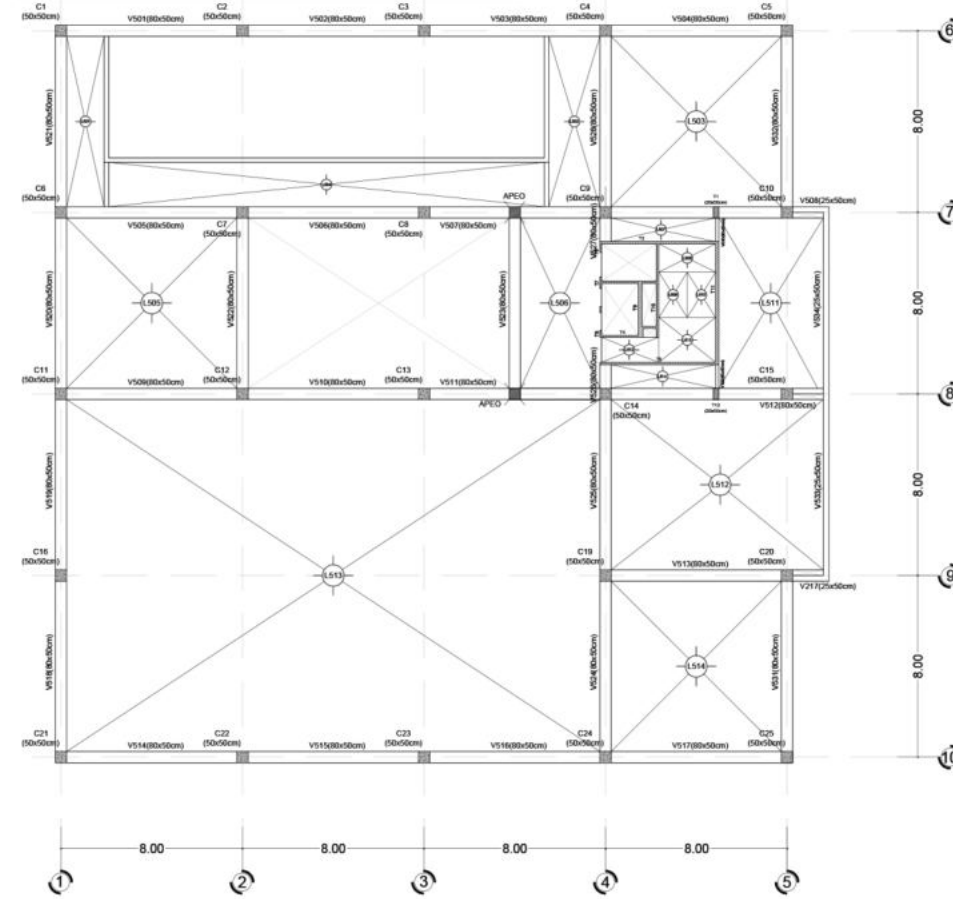 C1
(50x50cm)
V501(80x50cm)
C2
(50x50cm)
V502(80x50cm)
C3
(50x50cm)
V503(80x50cm)
C4
(50x50cm)
V504(80x50cm)
C5
(50x50cm)
6
V521(80x50cm)
V528(80x50cm)
L503
V532(80x50cm)
8.00
C6
(50x50cm)
APEO
C9
(50x50cm)
C10
(50x50cm)
V508(25x50cm)
7
V505(80x50cm)
C7
(50x50cm)
V506(80x50cm)
C8
(50x50cm)
V507(80x50cm)
V520(80x50cm)
L505
V522(80x50cm)
V523(80x50cm)
L506
L511
V534(25x50cm)
8.00
C11
(50x50cm)
V509(80x50cm)
C12
(50x50cm)
V510(80x50cm)
C13
(50x50cm)
V511(80x50cm)
C15
(50x50cm)
8
APEO
C14
(50x50cm)
V512(80x50cm)
V519(80x50cm)
V525(80x50cm)
L512
V533(25x50cm)
8.00
C16
(50x50cm)
L513
C19
(50x50cm)
V513(80x50cm)
C20
(50x50cm)
9
V217(25x50cm)
V518(80x50cm)
V524(80x50cm)
L514
V531(80x50cm)
8.00
C21
(50x50cm)
V514(80x50cm)
C22
(50x50cm)
V515(80x50cm)
C23
(50x50cm)
V516(80x50cm)
C24
(50x50cm)
V517(80x50cm)
C25
(50x50cm)
10
8.00
8.00
8.00
8.00
1
2
3
4
5